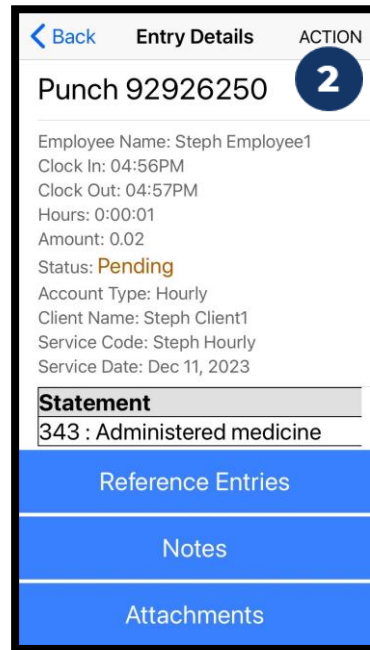 Back Entry Details ACTION
2
Punch 92926250
Employee Name: Steph Employee1
Clock In: 04:56PM
Clock Out: 04:57PM
Hours: 0:00:01
Amount: 0.02
Status: Pending
Account Type: Hourly
Client Name: Steph Client1
Service Code: Steph Hourly
Service Date: Dec 11, 2023
Statement
343 : Administered medicine
Reference Entries
Notes
Attachments